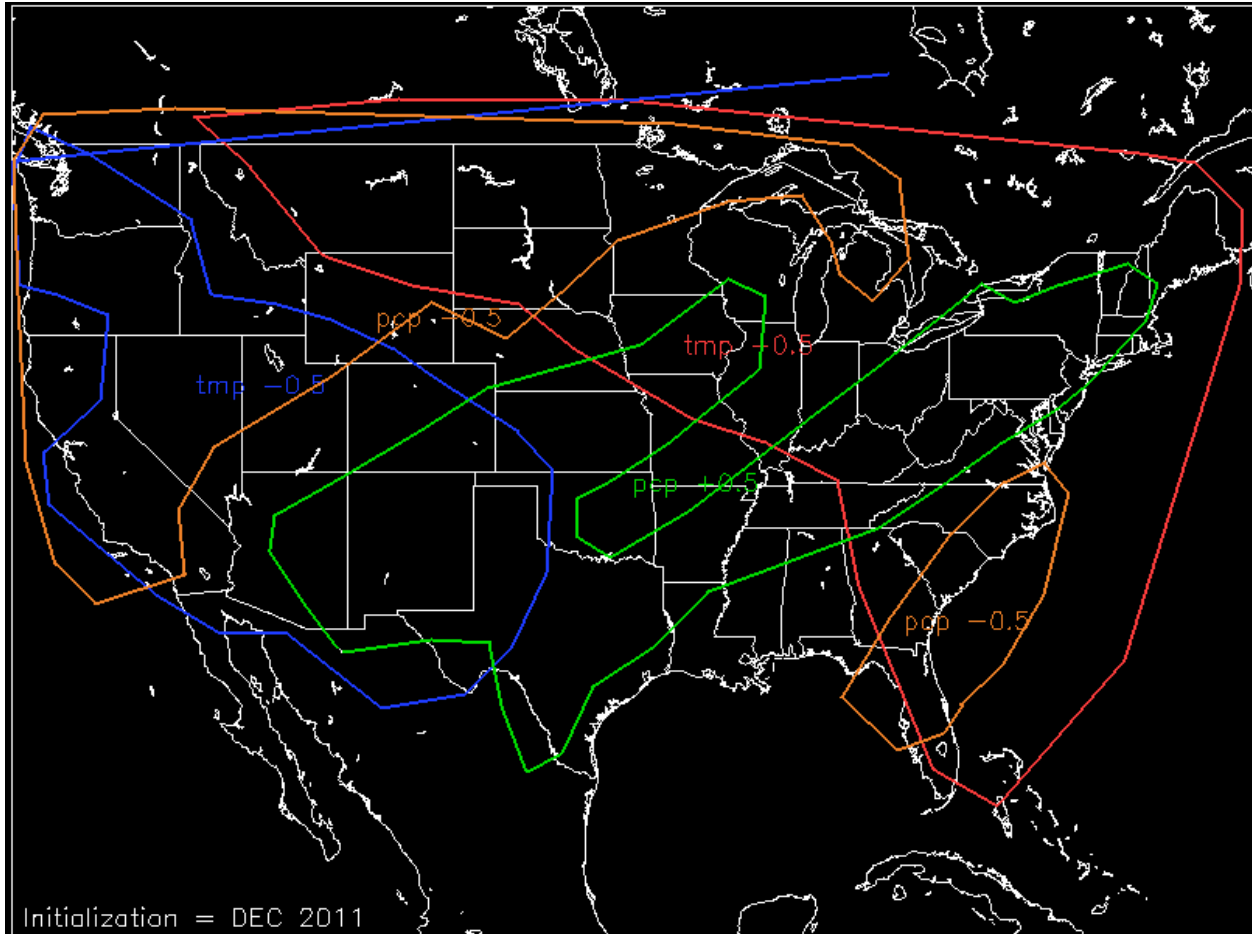 pcp -0.5
tmp +0.5
tmp -0.5
pcp +0.5
pcp -0.5
Initialization = DEC 2011